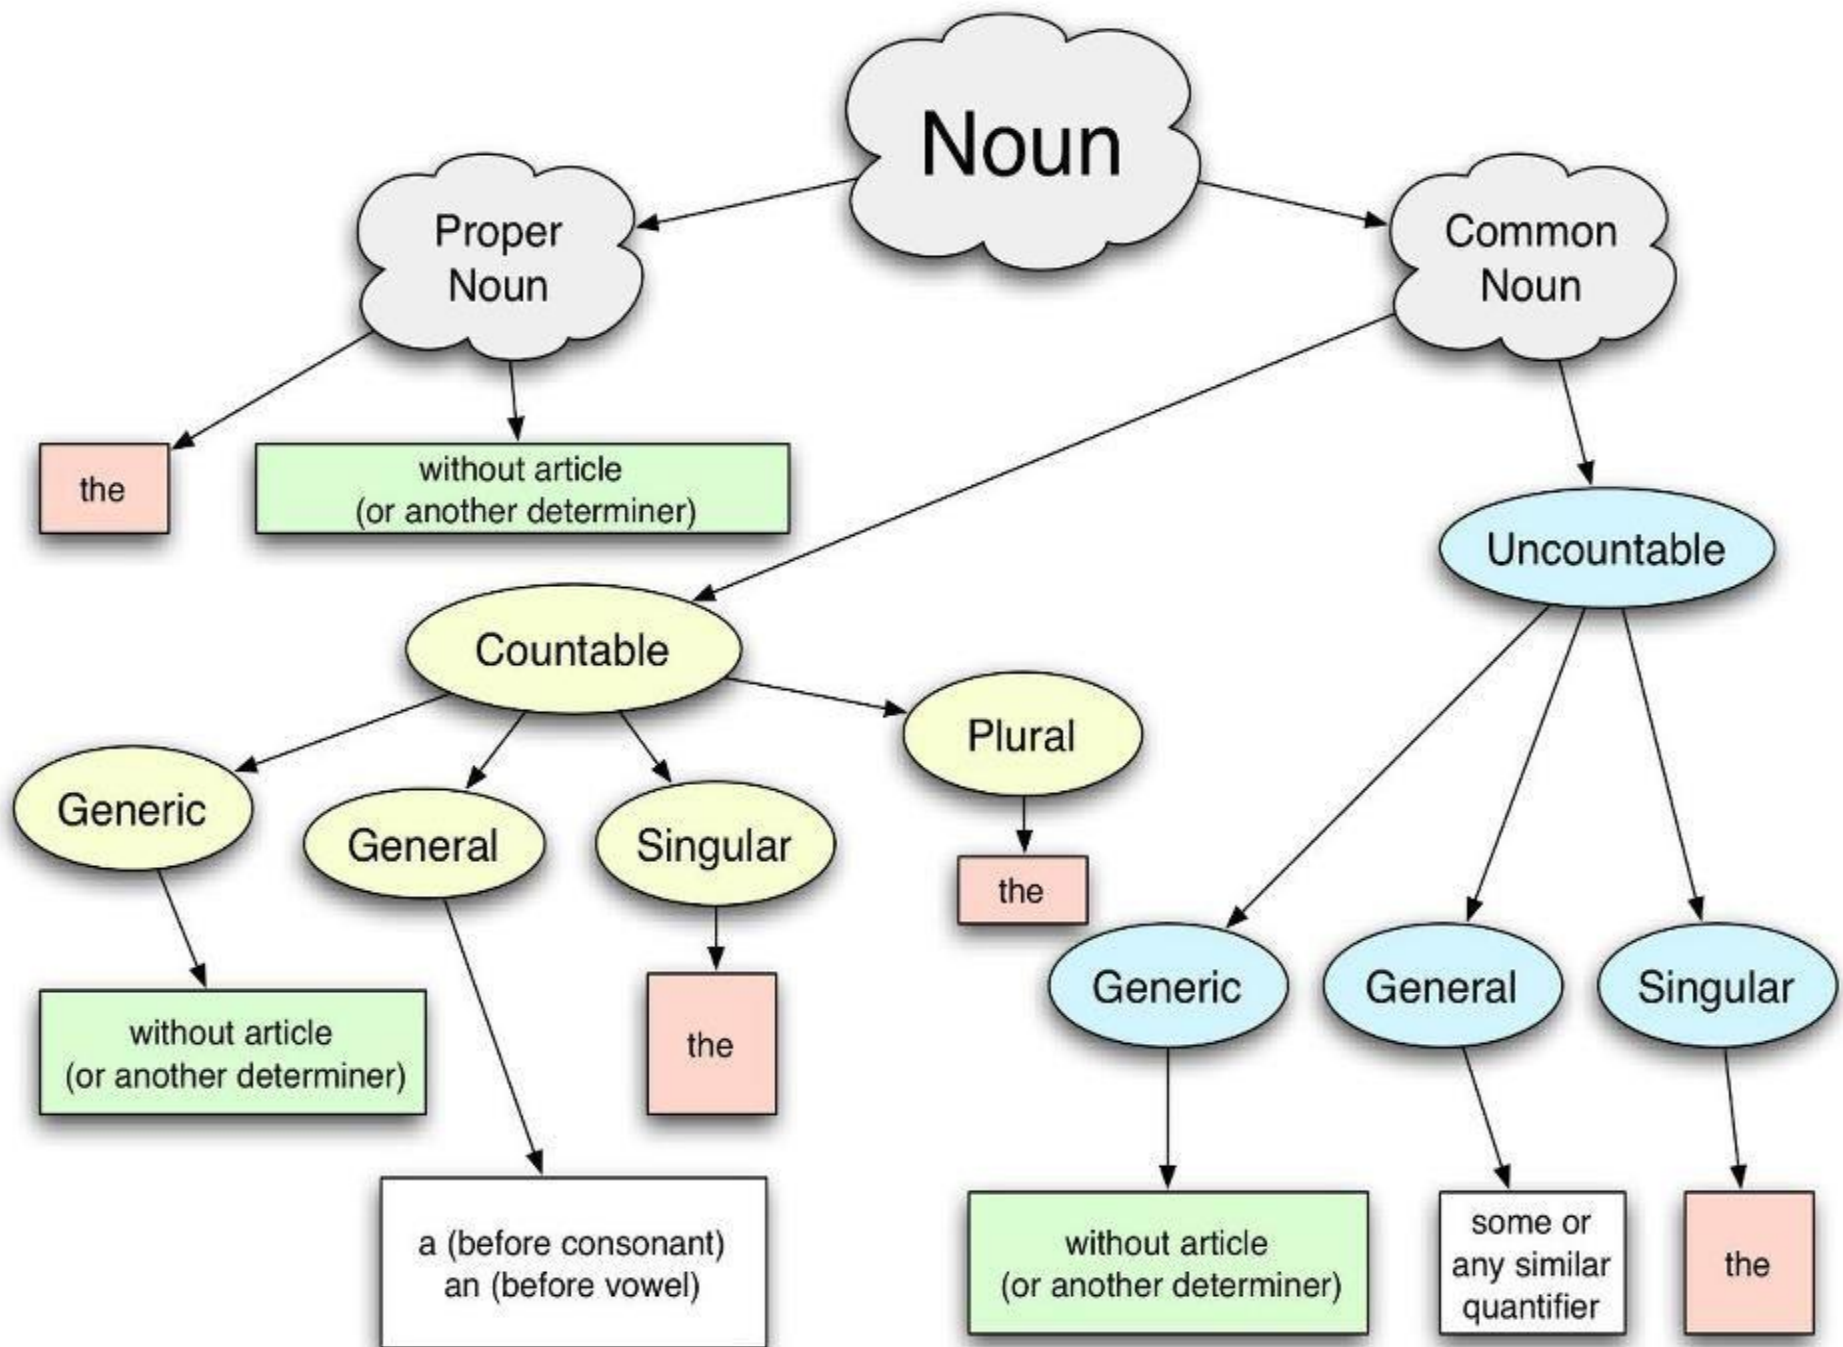 Noun
Proper
Noun
Common
Noun
the
without article
(or another determiner)
Uncountable
Countable
Plural
Generic
General
Singular
the
Generic
General
Singular
without article
(or another determiner)
the
a (before consonant)
an (before vowel)
without article
(or another determiner)
some or
any similar
quantifier
the